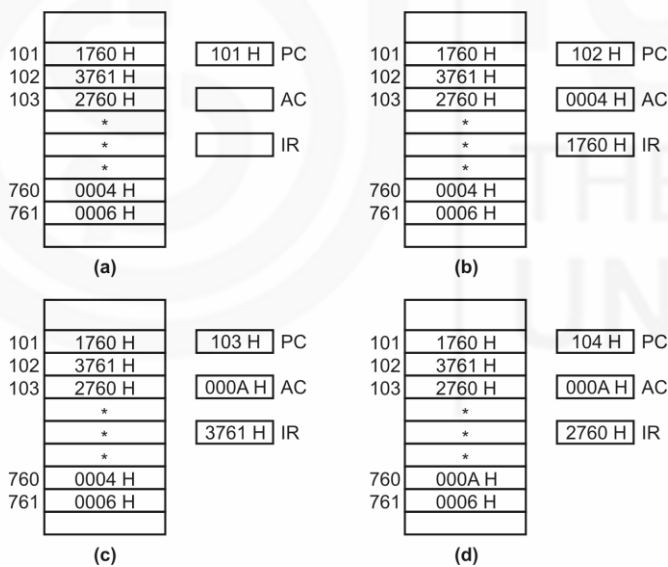 101 1760 H 101 H PC
102 3761 H
103 2760 H AC
*
* IR
*
760 0004 H
761 0006 H
(a)
101 1760 H 102 H PC
102 3761 H
103 2760 H 0004 H AC
*
* 1760 H IR
*
760 0004 H
761 0006 H
(b)
101 1760 H 103 H PC
102 3761 H
103 2760 H 000A H AC
*
* 3761 H IR
*
760 0004 H
761 0006 H
(c)
101 1760 H 104 H PC
102 3761 H
103 2760 H 000A H AC
*
* 2760 H IR
*
760 000A H
761 0006 H
(d)
THE
UN